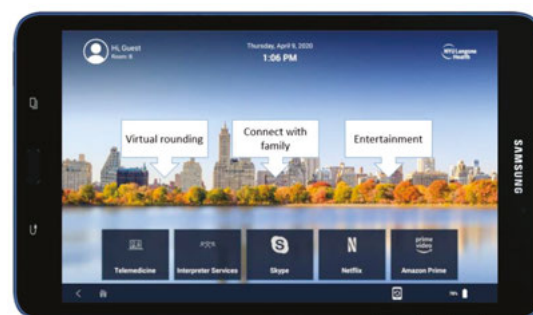 Hi, Guest
Room: 8
Thursday, April 9, 2020
1:06 PM
NYU Langone
Health
Virtual rounding
Connect with
family
Entertainment
SAMSUNG
S
N
prime
video
Telemedicine
Interpreter Services
Skype
Netflix
Amazon Prime